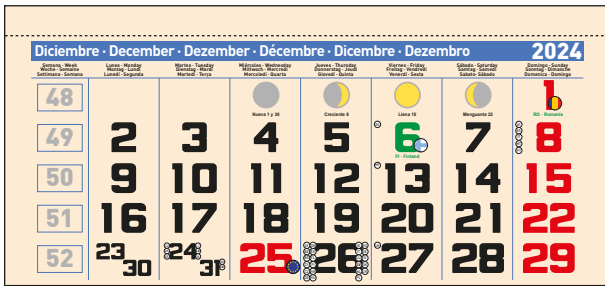 Diciembre · December · Dezember · Décembre · Dicembre · Dezembro 2024
Semana · Week Lunes · Monday Martes · Tuesday Miércoles · Wednesday Jueves · Thursday Viernes · Friday Sábado · Saturday Domingo · Sunday
Woche · Semaine Montag · Lundi Dienstag · Mardi Mittwoch · Mercredi Donnerstag · Jeudi Freitag · Vendredi Samstag · Samedi Sonntag · Dimanche
Settimana · Semana Lunedì · Segunda Martedì · Terça Mercoledì · Quarta Giovedì · Quinta Venerdì · Sexta Sabato · Sábado Domenica · Domingo
48 1
Nueva 1 y 30 Creciente 8 Llena 15 Menguante 22 RO - Romania
49 2 3 4 5 6 7 8
FI - Finland
50 9 10 11 12 13 14 15
51 16 17 18 19 20 21 22
52 23 30 24 31 25 26 27 28 29